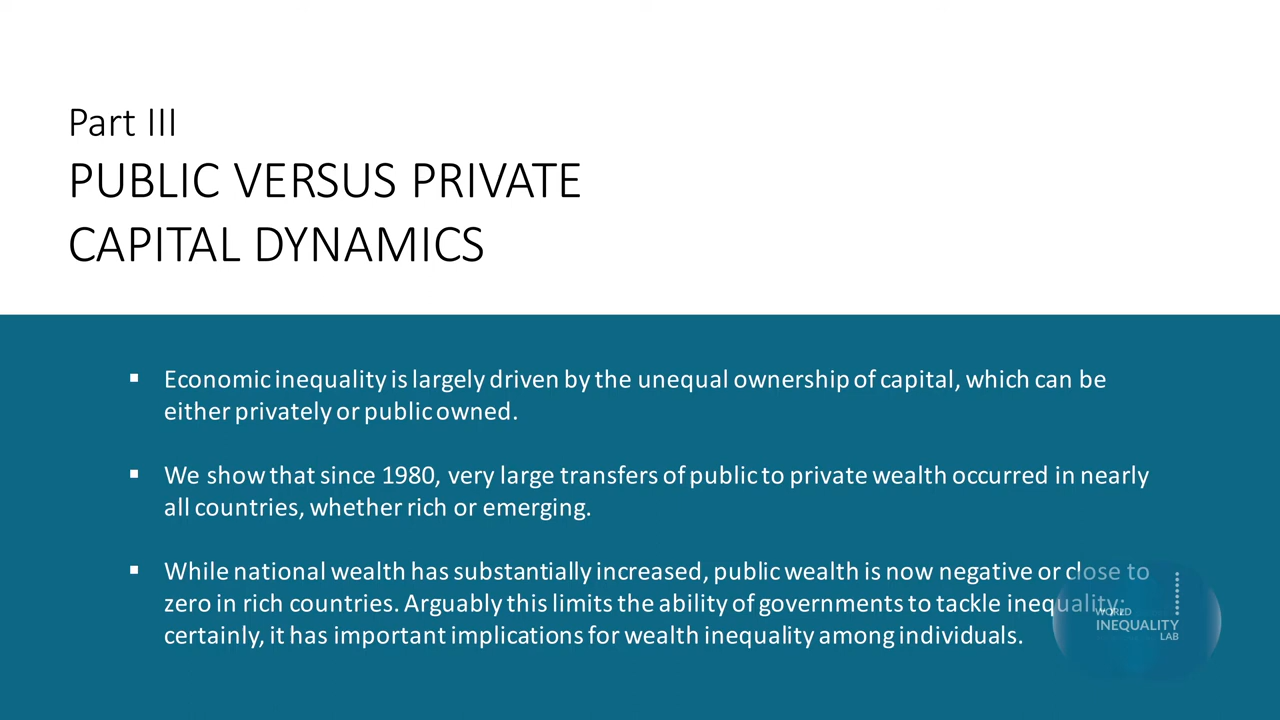 Part III
PUBLIC VERSUS PRIVATE
CAPITAL DYNAMICS
▪ Economic inequality is largely driven by the unequal ownership of capital, which can be
either privately or public owned.
▪ We show that since 1980, very large transfers of public to private wealth occurred in nearly
all countries, whether rich or emerging.
▪ While national wealth has substantially increased, public wealth is now negative or close to
zero in rich countries. Arguably this limits the ability of governments to tackle inequality;
certainly, it has important implications for wealth inequality among individuals.
WORLD
INEQUALITY
LAB